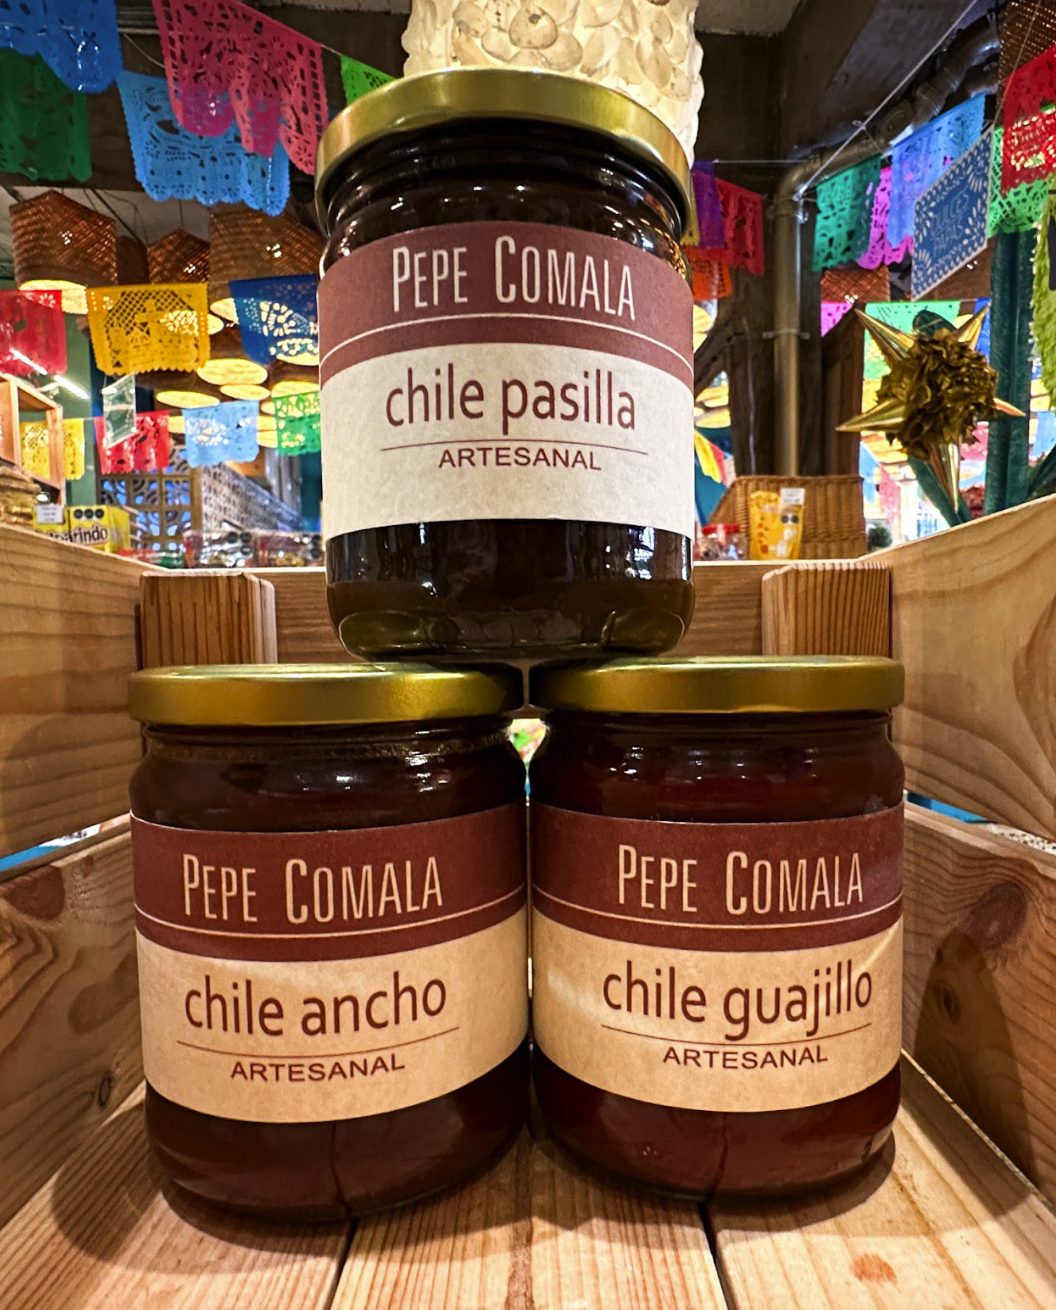 PEPE COMALA
chile pasilla
ARTESANAL
PEPE COMALA
chile ancho
ARTESANAL
PEPE COMALA
chile guajillo
ARTESANAL